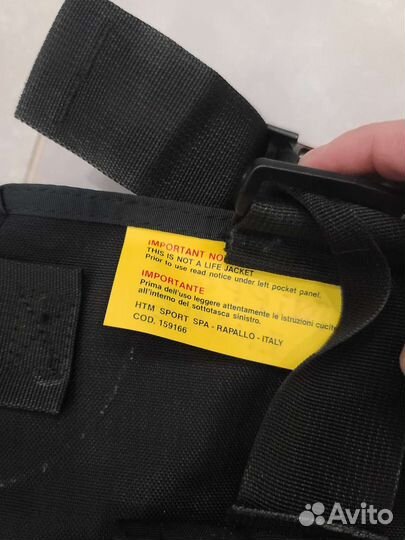 IMPORTANT NO
THIS IS NOT A LIFE JACKET
Prior to use read notice under left pocket panel.
IMPORTANTE
Prima dell'uso leggere attentamente le istruzioni cucit
all'interno del sottotasca sinistro.
HTM SPORT SPA - RAPALLO - ITALY
COD. 159166
Avito